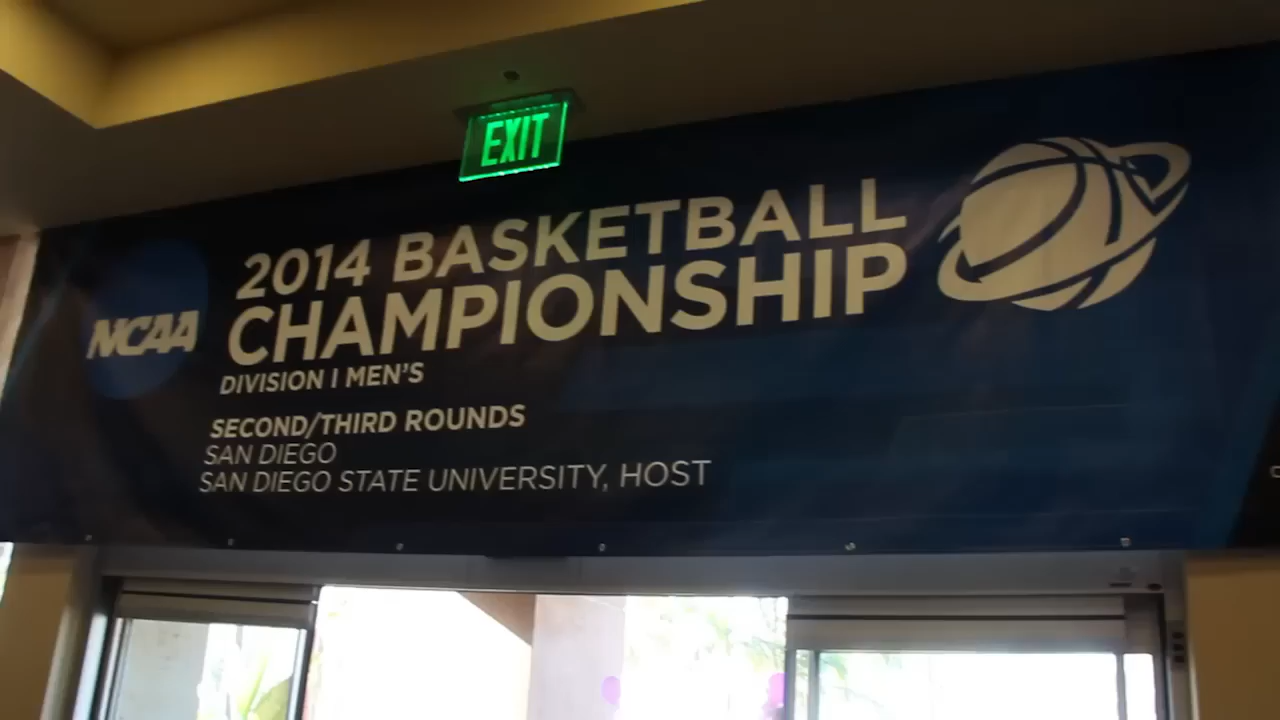 EXIT
NCAA
2014 BASKETBALL
CHAMPIONSHIP
DIVISION I MEN'S
SECOND/THIRD ROUNDS
SAN DIEGO
SAN DIEGO STATE UNIVERSITY, HOST